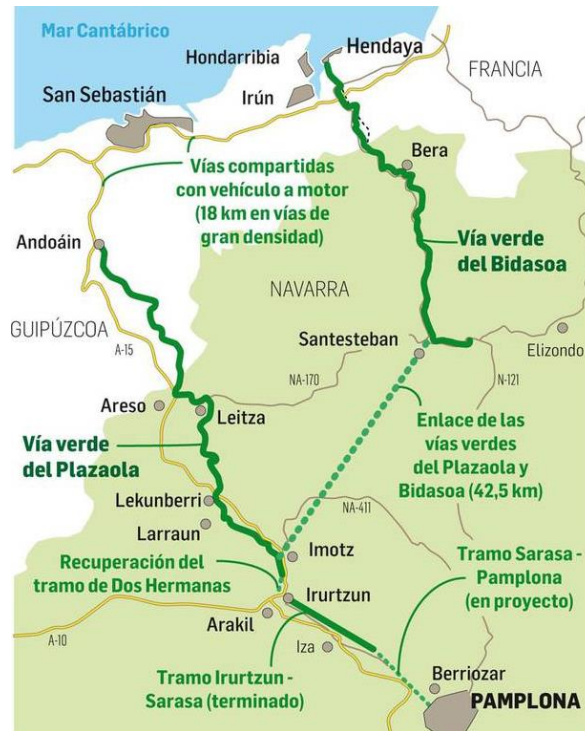 Mar Cantábrico
Hendaya
Hondarribia
FRANCIA
Irún
San Sebastián
Vías compartidas
con vehículo a motor
(18 km en vías de
gran densidad)
Bera
Andoáin
Vía verde
del Bidasoa
NAVARRA
GUIPÚZCOA
Santesteban
Elizondo
A-15
NA-170
N-121
Areso
Leitza
Enlace de las
vías verdes
del Plazaola y
Bidasoa (42,5 km)
Vía verde
del Plazaola
Lekunberri
NA-411
Larraun
Imotz
Tramo Sarasa -
Pamplona
(en proyecto)
Recuperación del
tramo de Dos Hermanas
Irurtzun
Arakil
A-10
Iza
Tramo Irurtzun -
Sarasa (terminado)
Berriozar
PAMPLONA